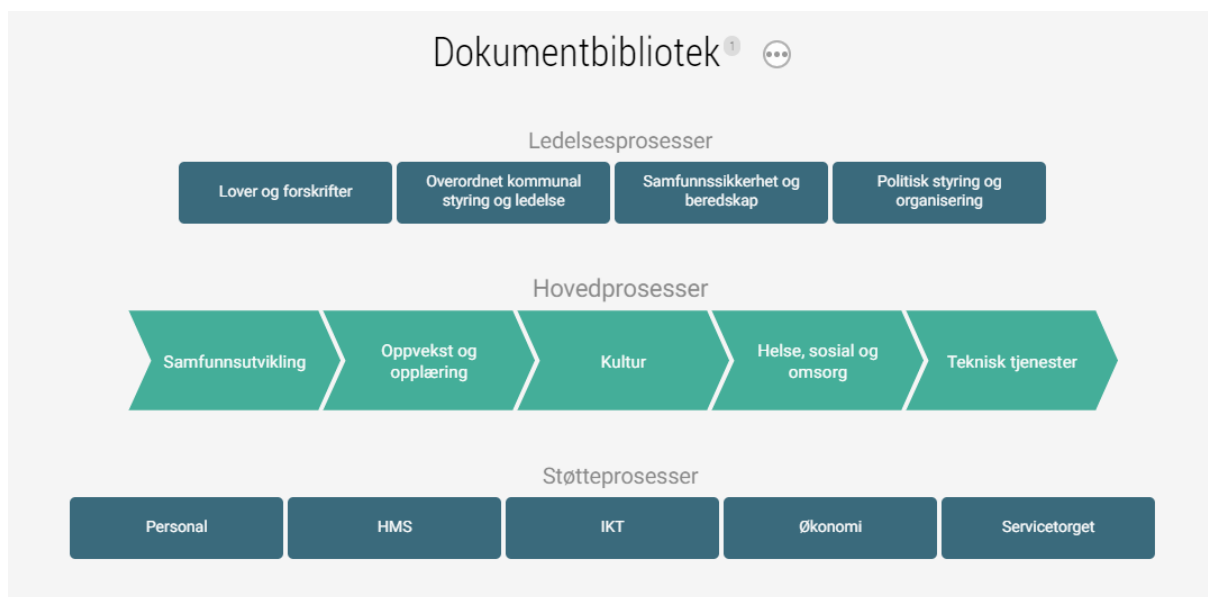 Dokumentbibliotek 1
Ledelsesprosesser
Lover og forskrifter
Overordnet kommunal
styring og ledelse
Samfunnssikkerhet og
beredskap
Politisk styring og
organisering
Hovedprosesser
Samfunnsutvikling
Oppvekst og
opplæring
Kultur
Helse, sosial og
omsorg
Teknisk tjenester
Støtteprosesser
Personal
HMS
IKT
Økonomi
Servicetorget